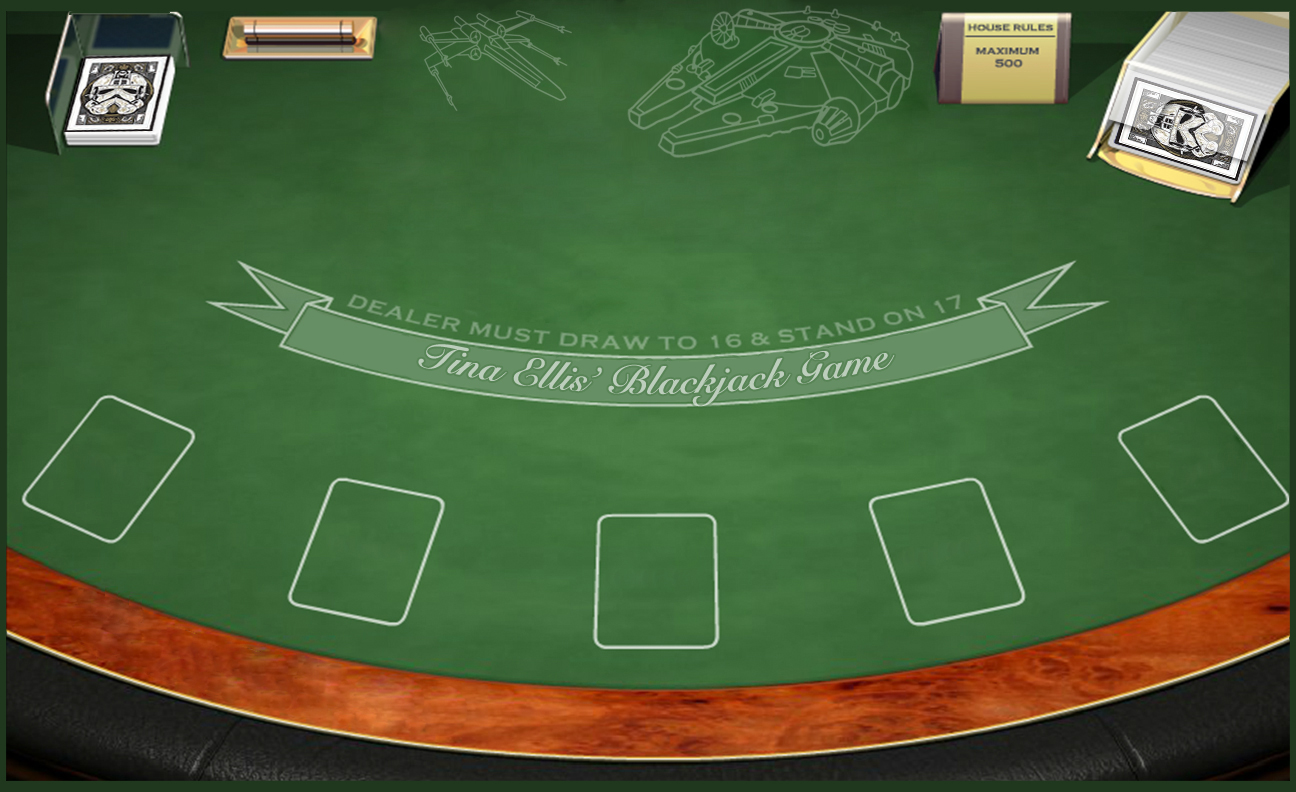 HOUSE RULES
MAXIMUM
500
DEALER MUST DRAW TO 16 & STAND ON 17
Tina Ellis' Blackjack Game